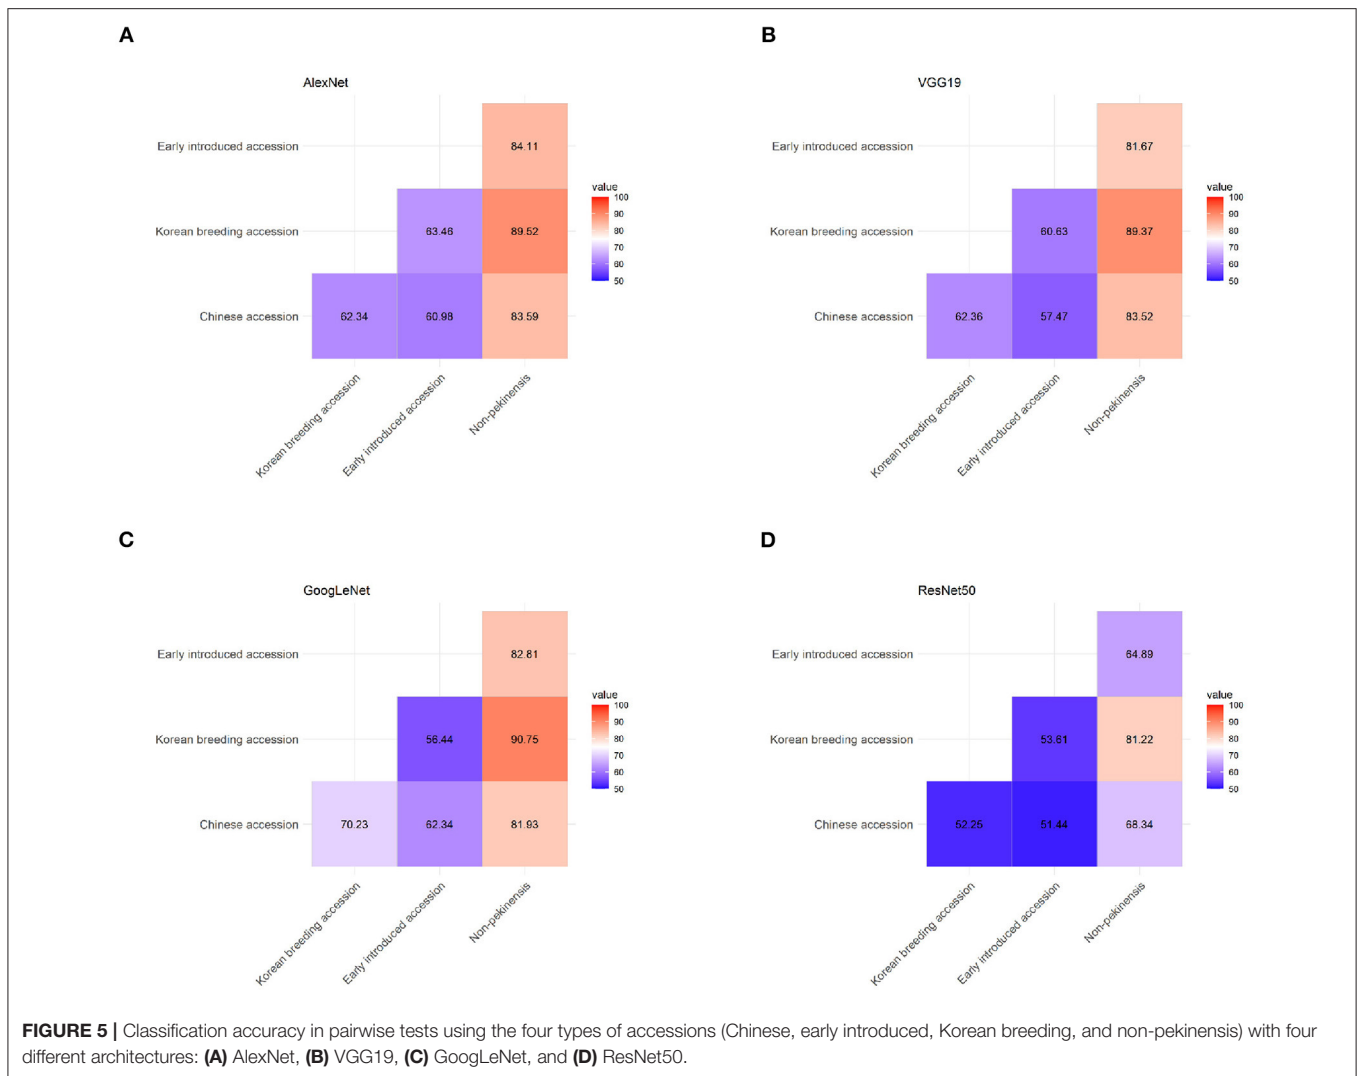 A
AlexNet
Early introduced accession
84.11
Korean breeding accession
63.46
89.52
Chinese accession
62.34
60.98
83.59
Korean breeding accession
Early introduced accession
Non-pekinensis
value
100
90
80
70
60
50
B
VGG19
Early introduced accession
81.67
Korean breeding accession
60.63
89.37
Chinese accession
62.36
57.47
83.52
Korean breeding accession
Early introduced accession
Non-pekinensis
value
100
90
80
70
60
50
C
GoogLeNet
Early introduced accession
82.81
Korean breeding accession
56.44
90.75
Chinese accession
70.23
62.34
81.93
Korean breeding accession
Early introduced accession
Non-pekinensis
value
100
90
80
70
60
50
D
ResNet50
Early introduced accession
64.89
Korean breeding accession
53.61
81.22
Chinese accession
52.25
51.44
68.34
Korean breeding accession
Early introduced accession
Non-pekinensis
value
100
90
80
70
60
50
FIGURE 5 | Classification accuracy in pairwise tests using the four types of accessions (Chinese, early introduced, Korean breeding, and non-pekinensis) with four
different architectures: (A) AlexNet, (B) VGG19, (C) GoogLeNet, and (D) ResNet50.